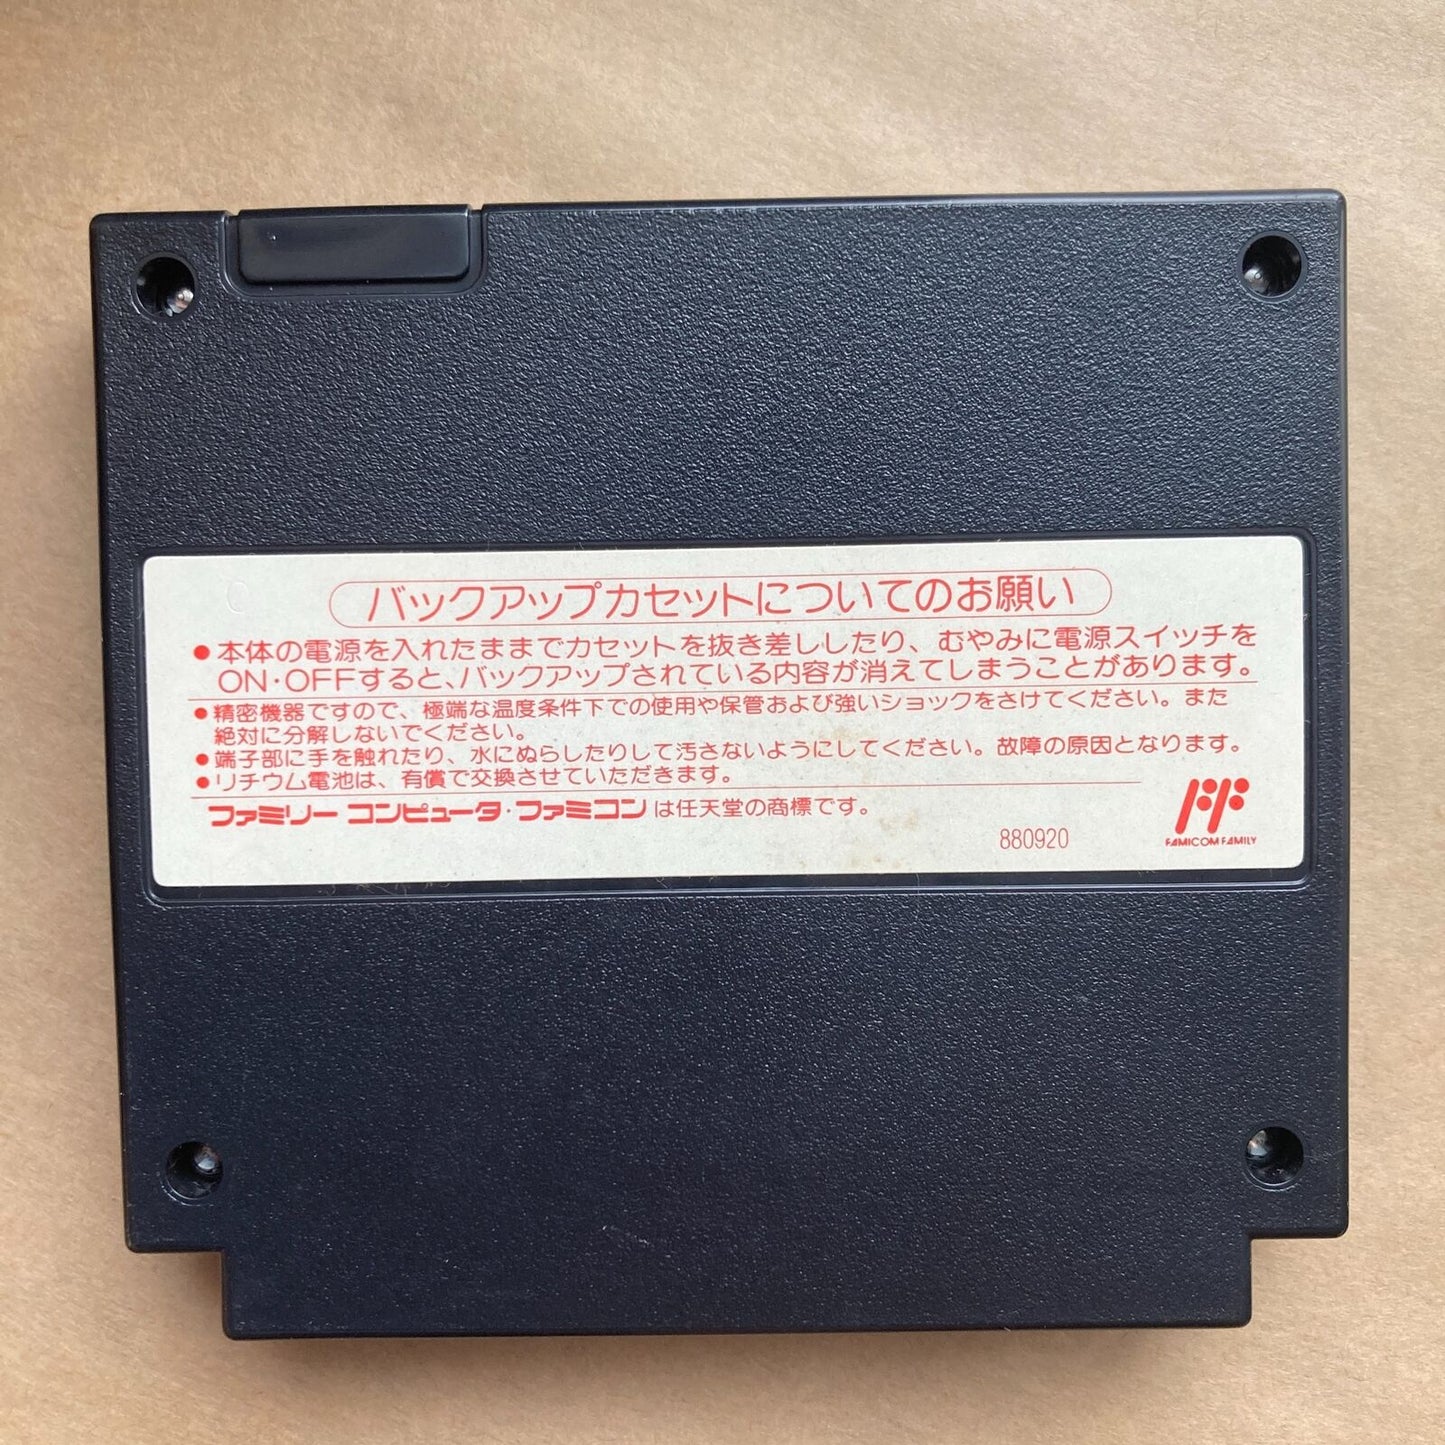 バックアップカセットについてのお願い
●本体の電源を入れたままでカセットを抜き差ししたり、むやみに電源スイッチを
ON・OFFすると、バックアップされている内容が消えてしまうことがあります。
●精密機器ですので、極端な温度条件下での使用や保管および強いショックをさけてください。また
絶対に分解しないでください。
●端子部に手を触れたり、水にぬらしたりして汚さないようにしてください。故障の原因となります。
●リチウム電池は、有償で交換させていただきます。
ファミリー コンピュータ・ファミコン は任天堂の商標です。
880920
FAMICOM FAMILY